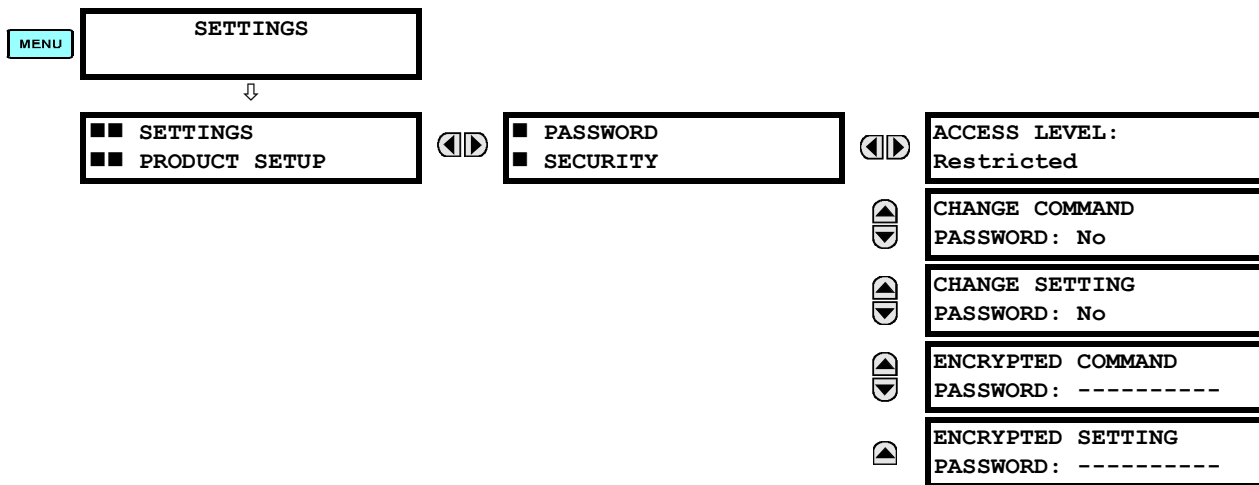 MENU
SETTINGS
■■ SETTINGS
■■ PRODUCT SETUP
■ PASSWORD
■ SECURITY
ACCESS LEVEL:
Restricted
CHANGE COMMAND
PASSWORD: No
CHANGE SETTING
PASSWORD: No
ENCRYPTED COMMAND
PASSWORD: ----------
ENCRYPTED SETTING
PASSWORD: ----------